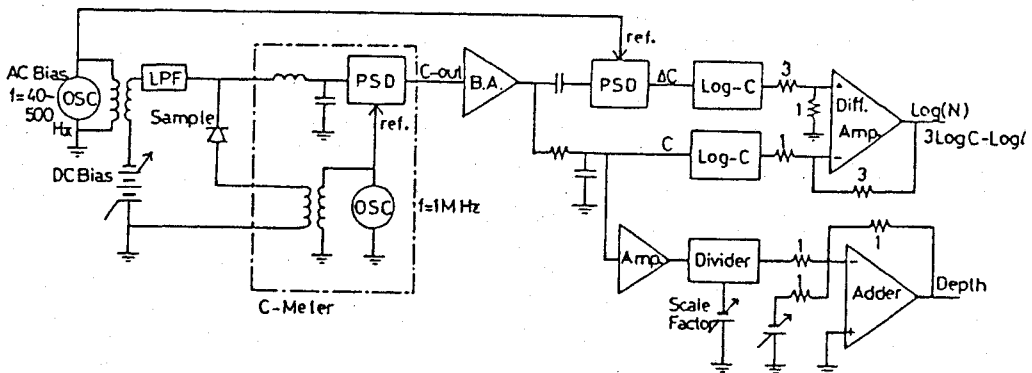 AC Bias
f=40~
500
Hz
OSC
LPF
Sample
DC Bias
PSD
ref.
OSC
f=1MHz
C-Meter
C-out
B.A.
ref.
PSD
ΔC
Log-C
3
1
Diff.
Amp.
Log(N)
3LogC-Log
C
Log-C
1
3
Amp.
Divider
Scale
Factor
1
1
1
Adder
Depth